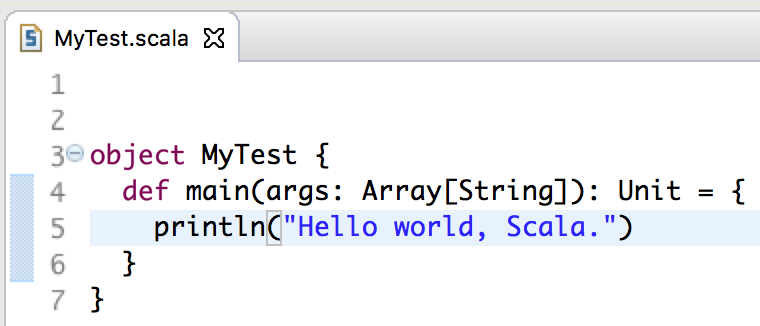 MyTest.scala
1
2
3 object MyTest {
4   def main(args: Array[String]): Unit = {
5     println("Hello world, Scala.")
6   }
7 }